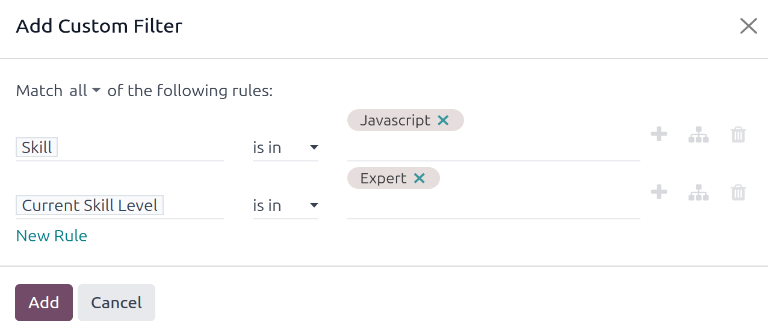 Add Custom Filter
Match all of the following rules:
Skill is in Javascript
Current Skill Level is in Expert
New Rule
Add Cancel